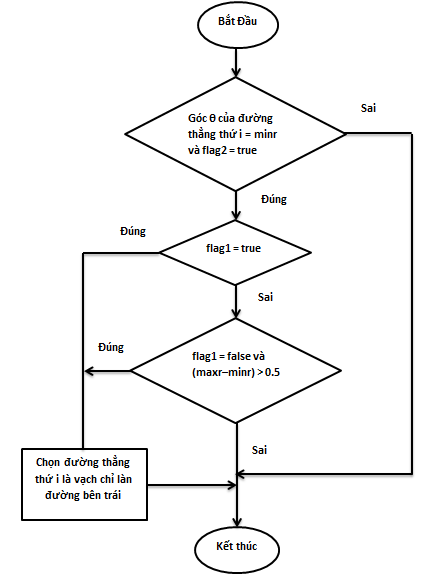 Bắt Đầu
Góc θ của đường
thẳng thứ i = minr
và flag2 = true
Sai
Đúng
Đúng
flag1 = true
Sai
Đúng
flag1 = false và
(maxr–minr) > 0.5
Sai
Chọn đường thẳng
thứ i là vạch chỉ làn
đường bên trái
Kết thúc